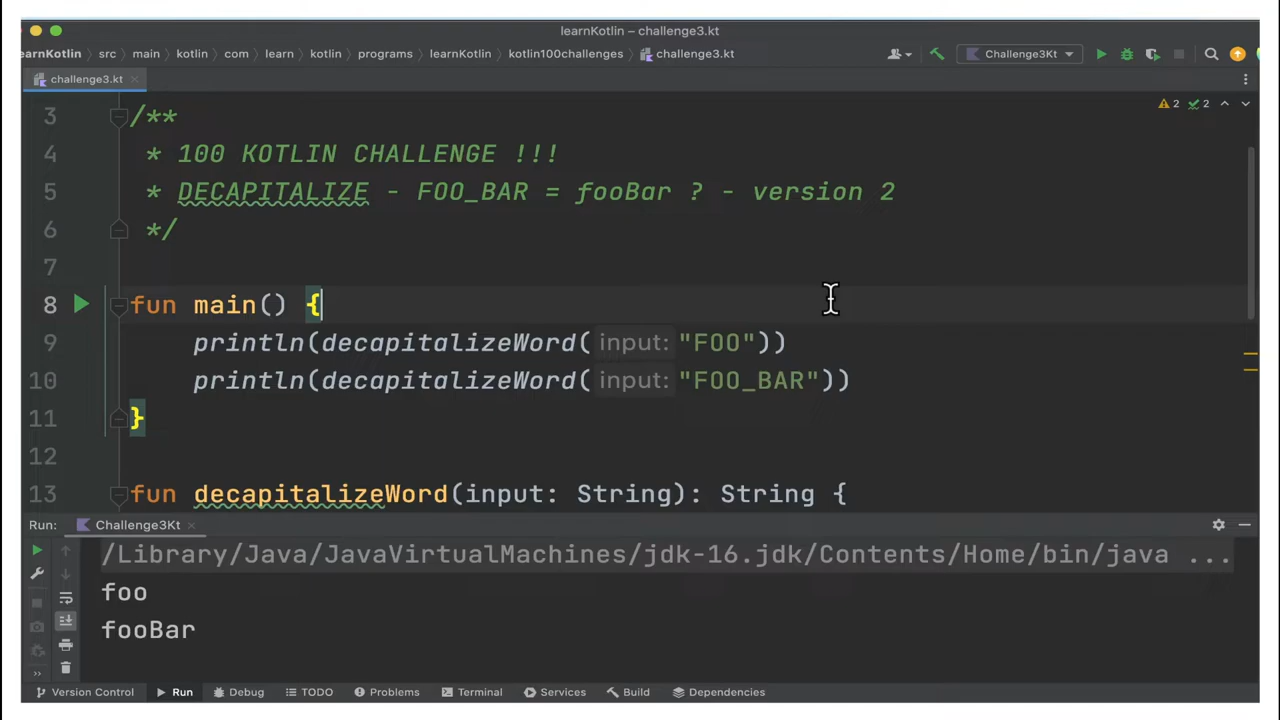 learnKotlin – challenge3.kt
earnKotlin › src › main › kotlin › com › learn › kotlin › programs › learnKotlin › kotlin100challenges › challenge3.kt
Challenge3Kt
challenge3.kt
2 2
3 /**
4 * 100 KOTLIN CHALLENGE !!!
5 * DECAPITALIZE - FOO_BAR = fooBar ? - version 2
6 */
7
8 fun main() {
9 println(decapitalizeWord( input: "FOO"))
10 println(decapitalizeWord( input: "FOO_BAR"))
11 }
12
13 fun decapitalizeWord(input: String): String {
Run: Challenge3Kt
/Library/Java/JavaVirtualMachines/jdk-16.jdk/Contents/Home/bin/java ...
foo
fooBar
Version Control Run Debug TODO Problems Terminal Services Build Dependencies